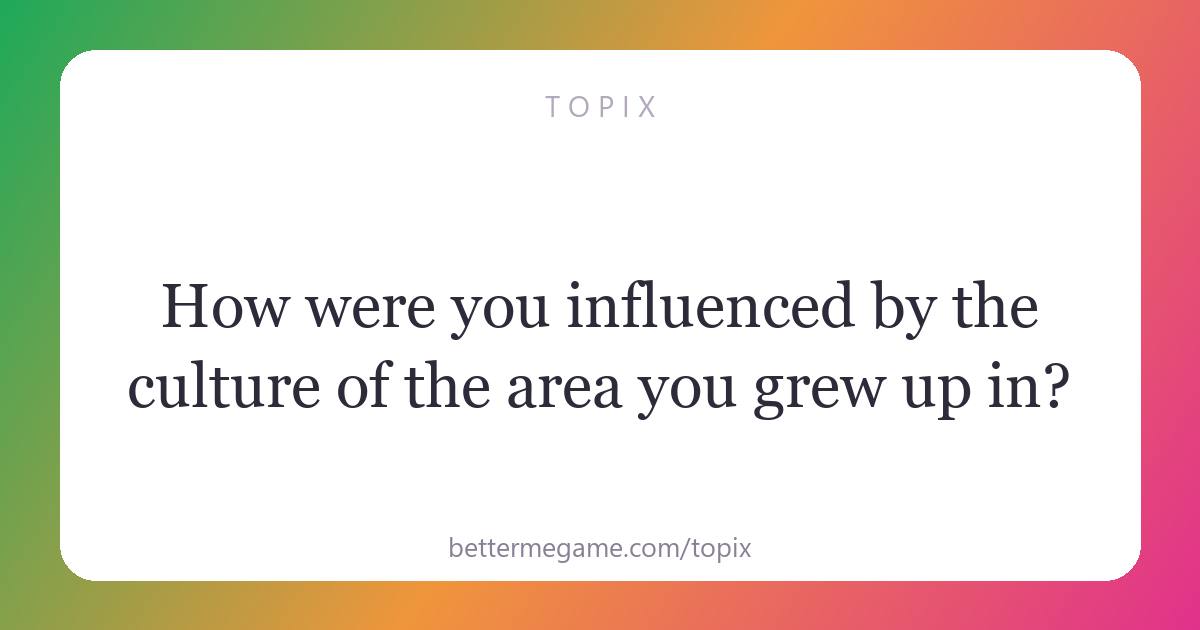 TOPIX
How were you influenced by the
culture of the area you grew up in?
bettermegame.com/topix